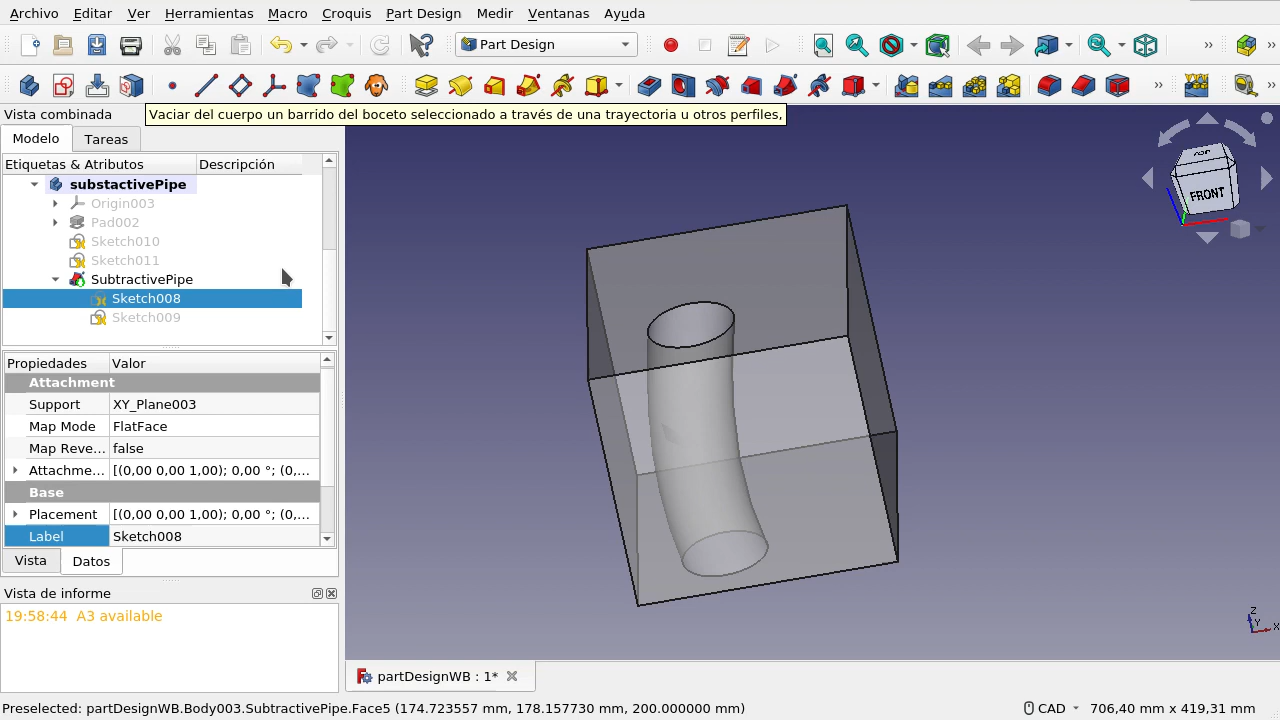 Archivo Editar Ver Herramientas Macro Croquis Part Design Medir Ventanas Ayuda
Part Design
Vista combinada
Vaciar del cuerpo un barrido del boceto seleccionado a través de una trayectoria u otros perfiles,
Modelo Tareas
Etiquetas & Atributos Descripción
substactivePipe
Origin003
Pad002
Sketch010
Sketch011
SubtractivePipe
Sketch008
Sketch009
Propiedades Valor
Attachment
Support XY_Plane003
Map Mode FlatFace
Map Reve... false
Attachme... [(0,00 0,00 1,00); 0,00 °; (0,...
Base
Placement [(0,00 0,00 1,00); 0,00 °; (0,...
Label Sketch008
Vista Datos
Vista de informe
19:58:44 A3 available
TOP
FRONT
Z
Y
X
partDesignWB : 1*
Preselected: partDesignWB.Body003.SubtractivePipe.Face5 (174.723557 mm, 178.157730 mm, 200.000000 mm)
CAD
706,40 mm x 419,31 mm